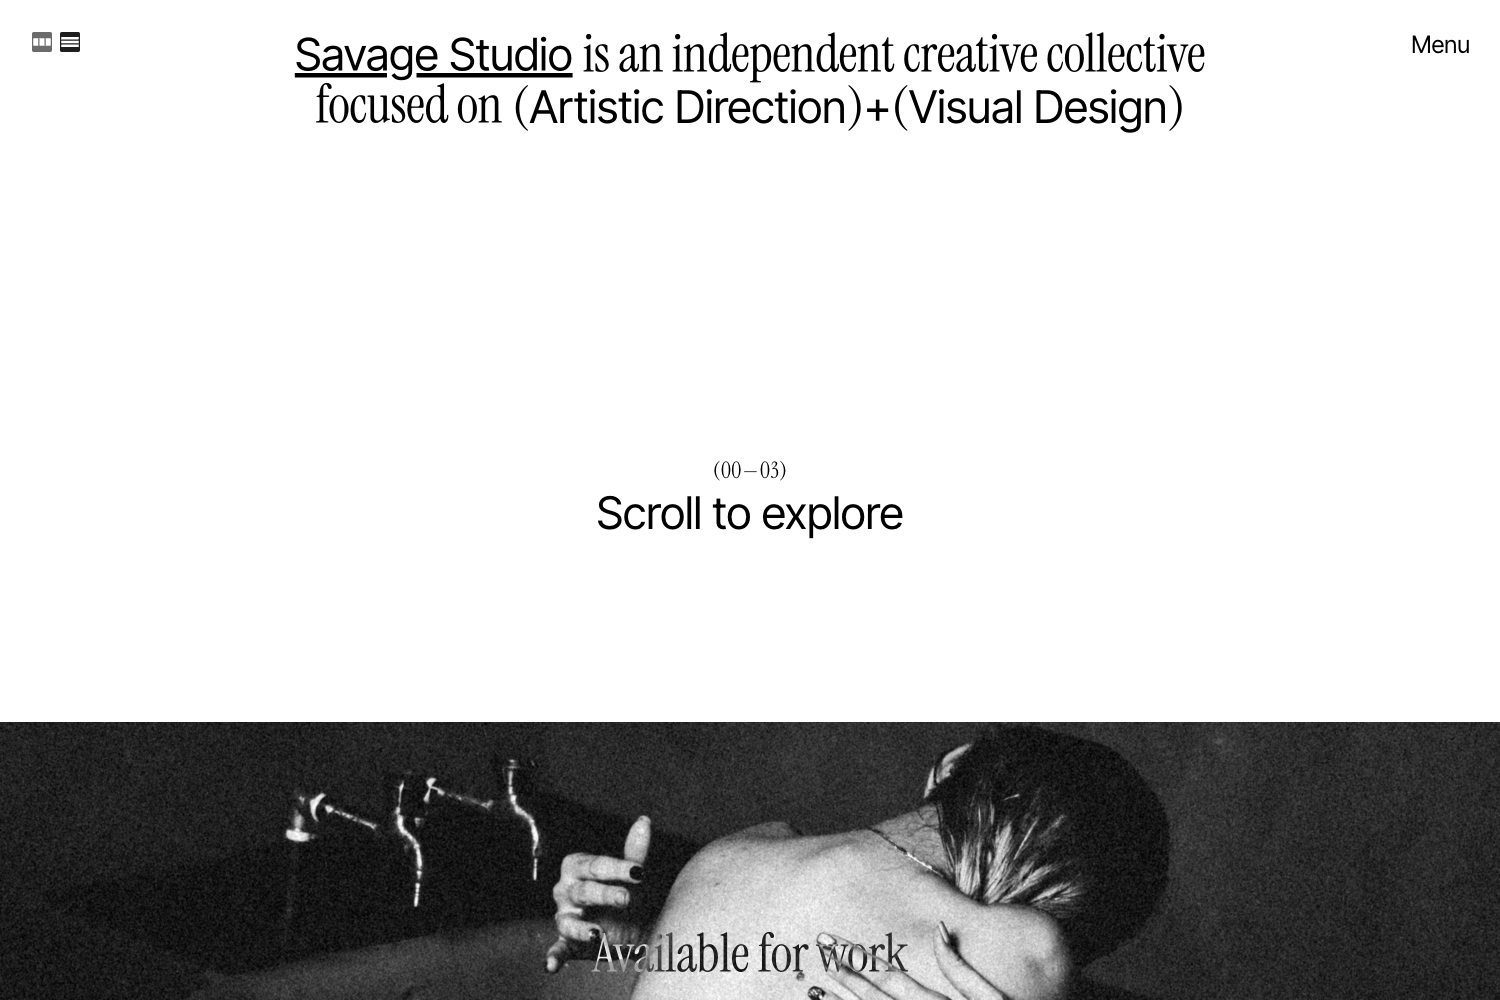 Savage Studio is an independent creative collective
focused on (Artistic Direction)+(Visual Design)
Menu
(00—03)
Scroll to explore
Available for work